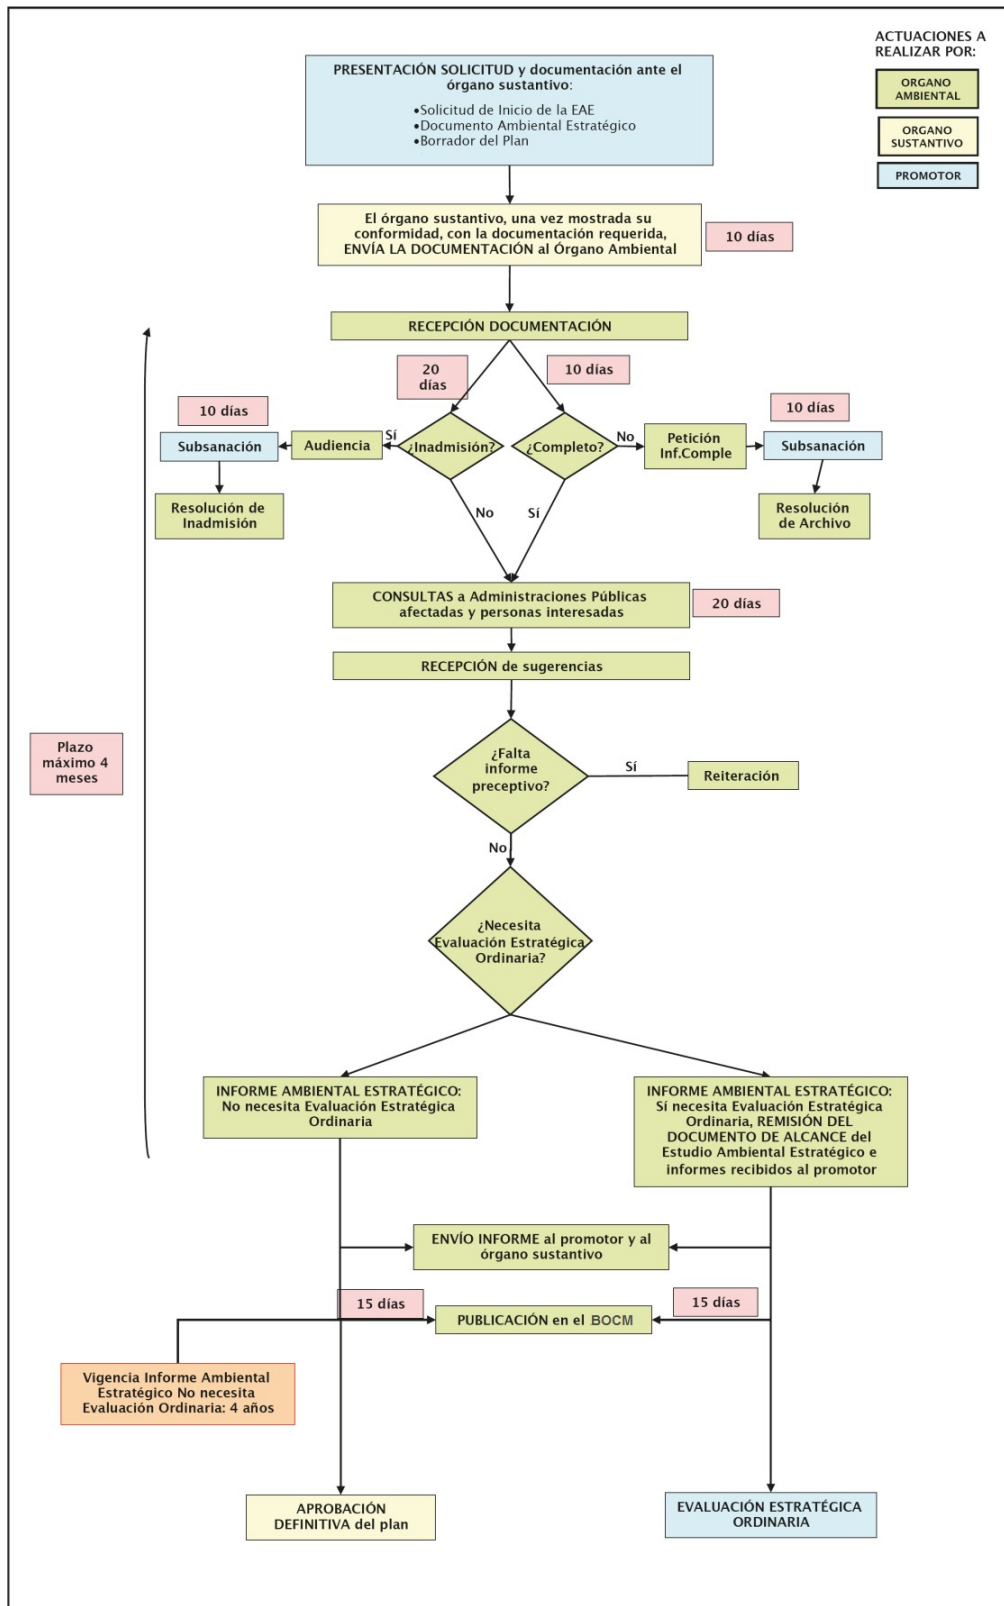 ACTUACIONES A
REALIZAR POR:
ORGANO
AMBIENTAL
ORGANO
SUSTANTIVO
PROMOTOR
PRESENTACIÓN SOLICITUD y documentación ante el
órgano sustantivo:
•Solicitud de Inicio de la EAE
•Documento Ambiental Estratégico
•Borrador del Plan
El órgano sustantivo, una vez mostrada su
conformidad, con la documentación requerida,
ENVÍA LA DOCUMENTACIÓN al Órgano Ambiental
10 días
RECEPCIÓN DOCUMENTACIÓN
20
días
10 días
10 días
10 días
Subsanación
Audiencia
Sí
¿Inadmisión?
¿Completo?
No
Petición
Inf.Comple
Subsanación
Resolución de
Inadmisión
No
Sí
Resolución
de Archivo
CONSULTAS a Administraciones Públicas
afectadas y personas interesadas
20 días
RECEPCIÓN de sugerencias
Plazo
máximo 4
meses
¿Falta
informe
preceptivo?
Sí
Reiteración
No
¿Necesita
Evaluación Estratégica
Ordinaria?
INFORME AMBIENTAL ESTRATÉGICO:
No necesita Evaluación Estratégica
Ordinaria
INFORME AMBIENTAL ESTRATÉGICO:
Sí necesita Evaluación Estratégica
Ordinaria, REMISIÓN DEL
DOCUMENTO DE ALCANCE del
Estudio Ambiental Estratégico e
informes recibidos al promotor
ENVÍO INFORME al promotor y al
órgano sustantivo
15 días
15 días
PUBLICACIÓN en el BOCM
Vigencia Informe Ambiental
Estratégico No necesita
Evaluación Ordinaria: 4 años
APROBACIÓN
DEFINITIVA del plan
EVALUACIÓN ESTRATÉGICA
ORDINARIA